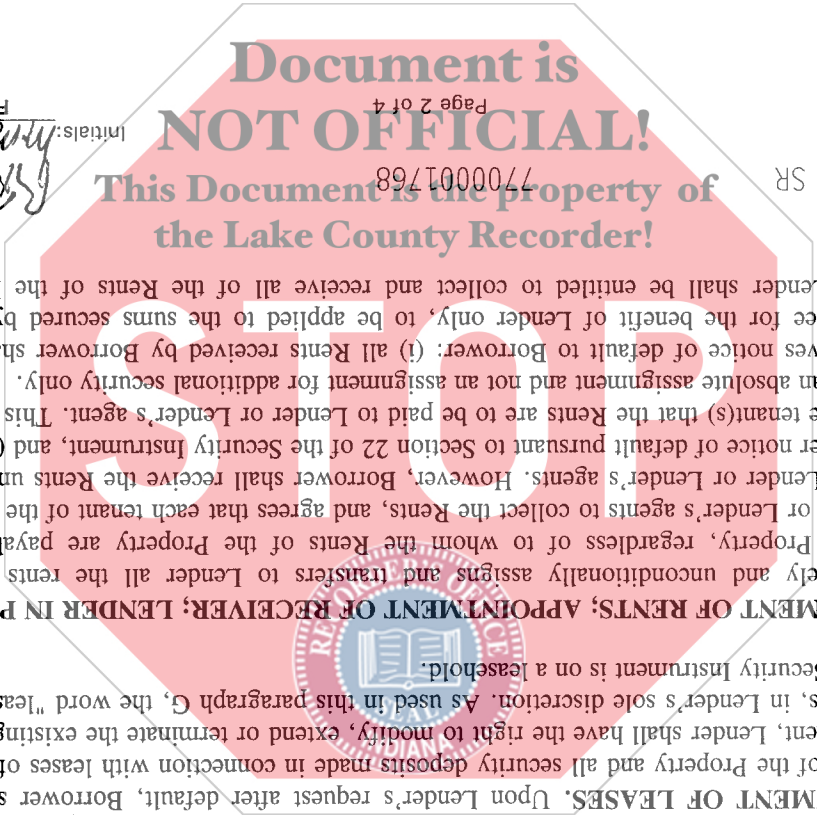 Document is
NOT OFFICIAL!
This Document is the property of
the Lake County Recorder!
STOP
RECORDER'S OFFICE
SEAL
INDIANA
MENT OF LEASES. Upon Lender's request after default, Borrower s
of the Property and all security deposits made in connection with leases of
ent, Lender shall have the right to modify, extend or terminate the existing
s, in Lender's sole discretion. As used in this paragraph G, the word "leas
Security Instrument is on a leasehold.
MENT OF RENTS; APPOINTMENT OF RECEIVER; LENDER IN P
ely and unconditionally assigns and transfers to Lender all the rents
Property, regardless of to whom the Rents of the Property are payab
or Lender's agents to collect the Rents, and agrees that each tenant of the
Lender or Lender's agents. However, Borrower shall receive the Rents un
er notice of default pursuant to Section 22 of the Security Instrument, and (
e tenant(s) that the Rents are to be paid to Lender or Lender's agent. This
an absolute assignment and not an assignment for additional security only.
ves notice of default to Borrower: (i) all Rents received by Borrower sha
ee for the benefit of Lender only, to be applied to the sums secured by
ender shall be entitled to collect and receive all of the Rents of the
SR 7700001768
Page 2 of 4 Initials: